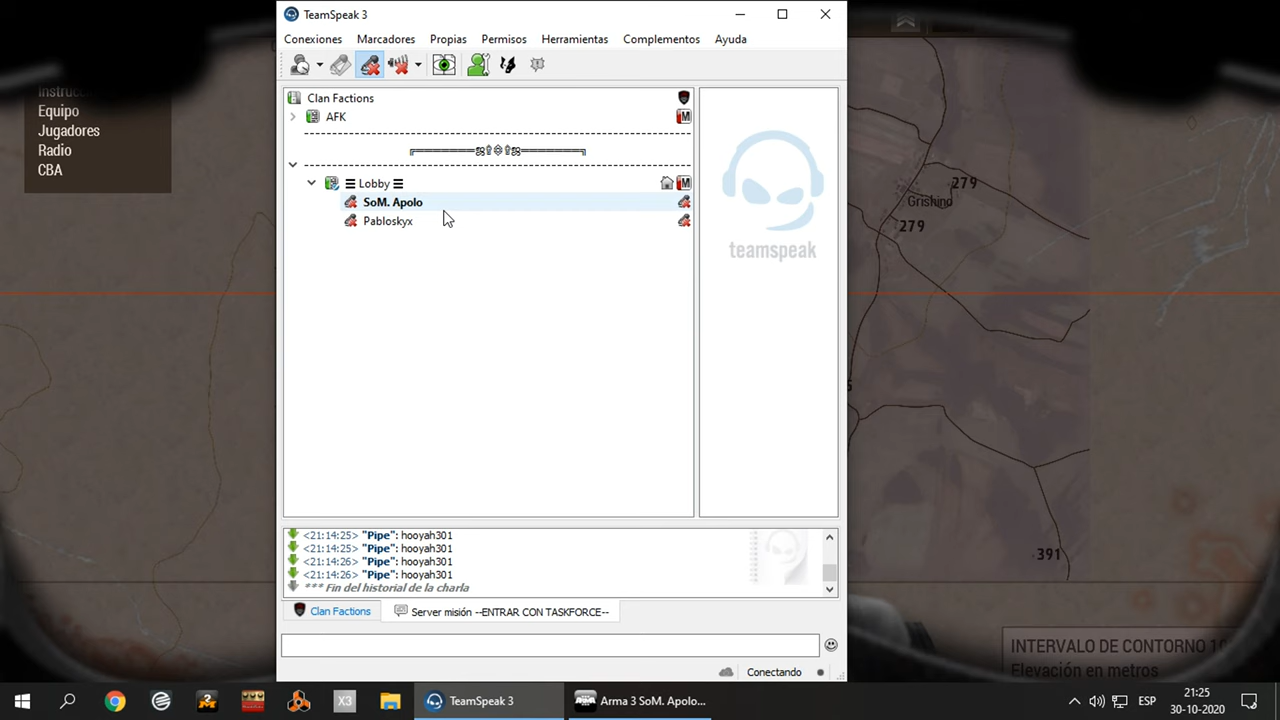 TeamSpeak 3
Conexiones Marcadores Propias Permisos Herramientas Complementos Ayuda
Equipo
Jugadores
Radio
CBA
Clan Factions
AFK
M
≡ Lobby ≡
M
SoM. Apolo
Pabloskyx
teamspeak
279
Grishino
279
391
<21:14:25> "Pipe": hooyah301
<21:14:25> "Pipe": hooyah301
<21:14:26> "Pipe": hooyah301
<21:14:26> "Pipe": hooyah301
*** Fin del historial de la charla
Clan Factions Server misión --ENTRAR CON TASKFORCE--
INTERVALO DE CONTORNO
Elevación en metros
Conectando
X3
TeamSpeak 3
Arma 3 SoM. Apolo...
ESP
21:25
30-10-2020